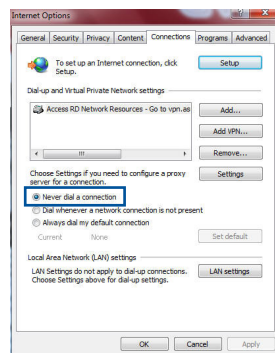 Internet Options
General Security Privacy Content Connections Programs Advanced
To set up an Internet connection, click
Setup.
Setup
Dial-up and Virtual Private Network settings
Access RD Network Resources - Go to vpn.as
Add...
Add VPN...
Remove...
Choose Settings if you need to configure a proxy
server for a connection.
Settings
Never dial a connection
Dial whenever a network connection is not present
Always dial my default connection
Current None
Set default
Local Area Network (LAN) settings
LAN Settings do not apply to dial-up connections.
Choose Settings above for dial-up settings.
LAN settings
OK Cancel Apply